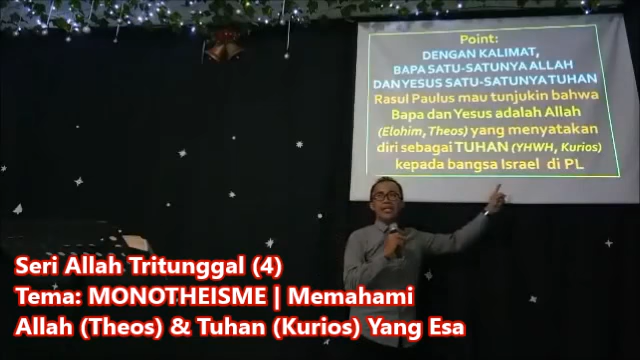 Point:
DENGAN KALIMAT,
BAPA SATU-SATUNYA ALLAH
DAN YESUS SATU-SATUNYA TUHAN
Rasul Paulus mau tunjukin bahwa
Bapa dan Yesus adalah Allah
(Elohim, Theos) yang menyatakan
diri sebagai TUHAN (YHWH, Kurios)
kepada bangsa Israel di PL
Seri Allah Tritunggal (4)
Tema: MONOTHEISME | Memahami
Allah (Theos) & Tuhan (Kurios) Yang Esa